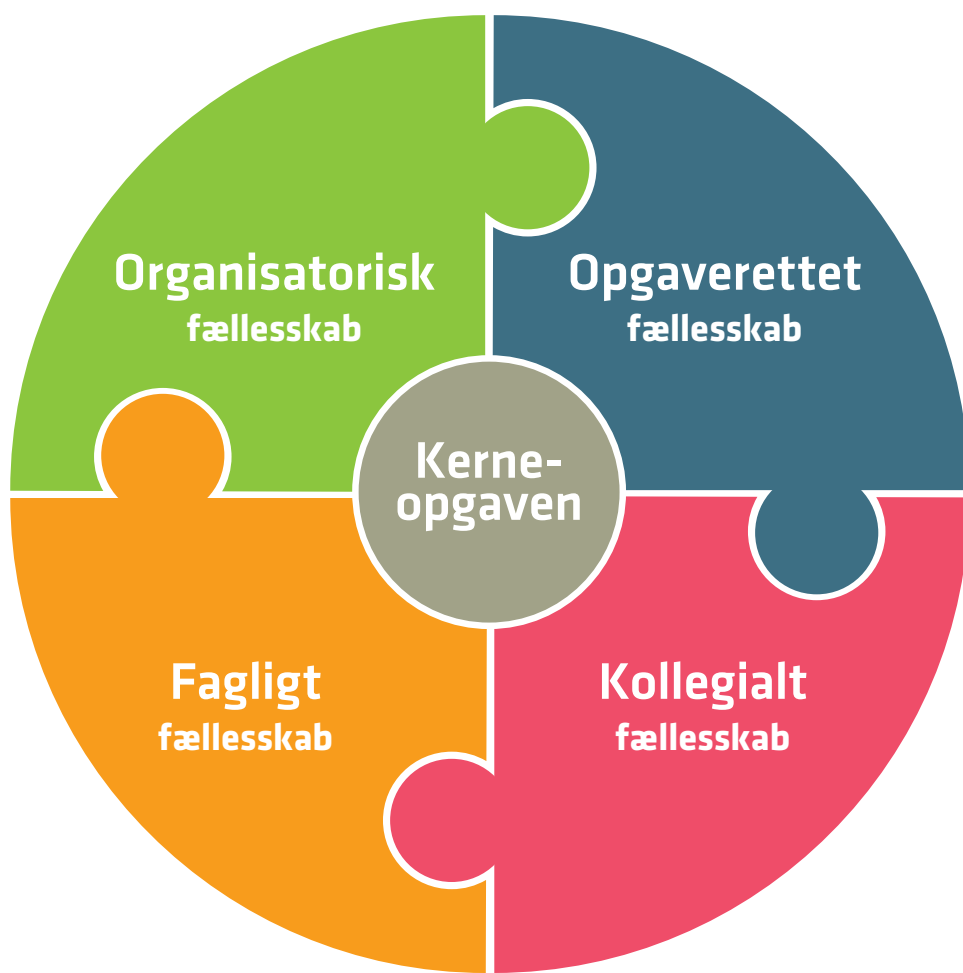 Organisatorisk
fællesskab
Opgaverettet
fællesskab
Kerne-
opgaven
Fagligt
fællesskab
Kollegialt
fællesskab